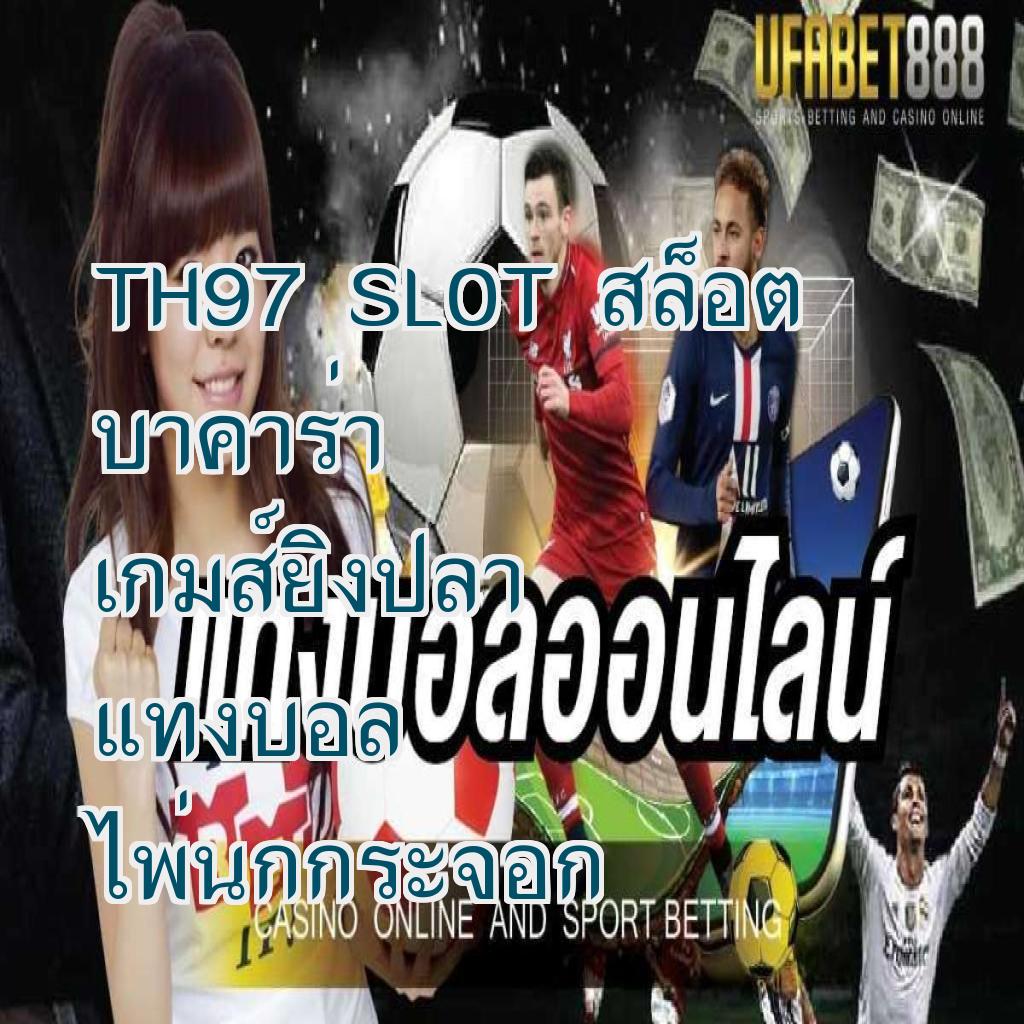 UFABET888
SPORTS BETTING AND CASINO ONLINE
TH97 SLOT สล็อต
บาคาร่า
เกมส์ยิงปลา
แทงบอลออนไลน์
แทงบอล
ไพ่นกกระจอก
CASINO ONLINE AND SPORT BETTING